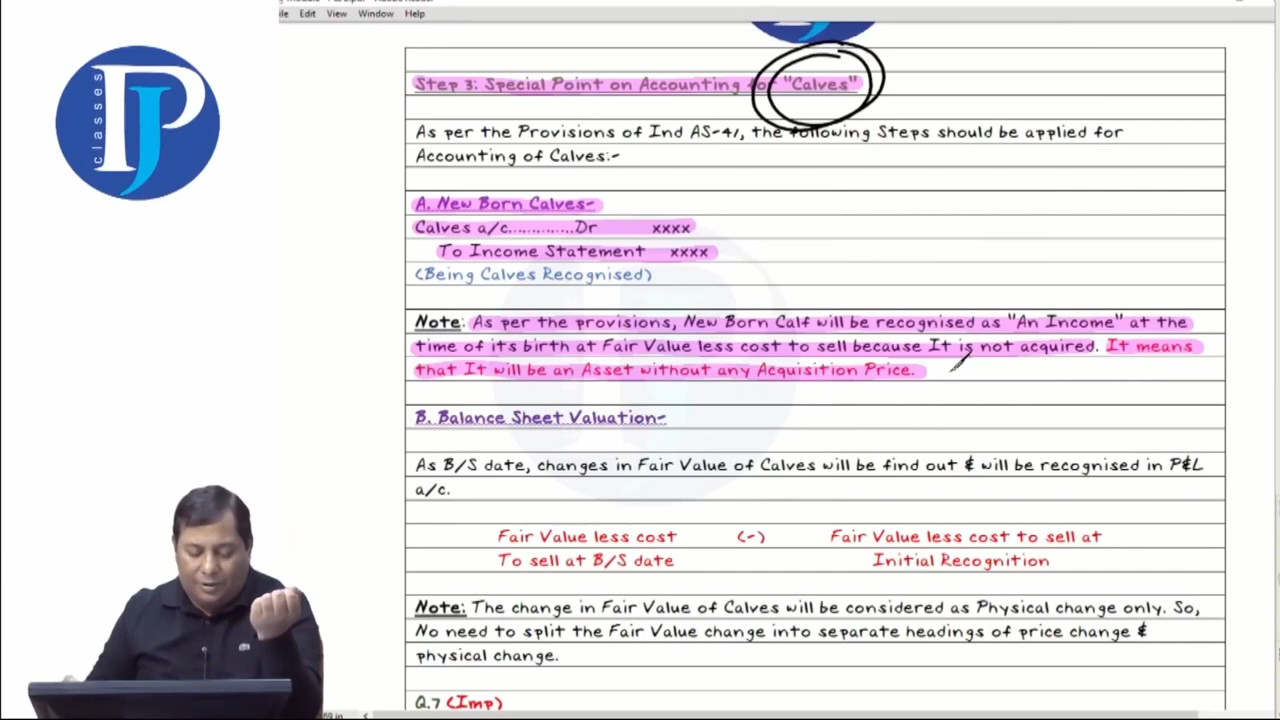 File Edit View Window Help
classes
PJ
Step 3: Special Point on Accounting for "Calves"
As per the Provisions of Ind AS-41, the following Steps should be applied for
Accounting of Calves:-
A. New Born Calves-
Calves a/c..............Dr xxxx
To Income Statement xxxx
(Being Calves Recognised)
Note: As per the provisions, New Born Calf will be recognised as "An Income" at the
time of its birth at Fair Value less cost to sell because It is not acquired. It means
that It will be an Asset without any Acquisition Price.
B. Balance Sheet Valuation-
As B/S date, changes in Fair Value of Calves will be find out & will be recognised in P&L
a/c.
Fair Value less cost (-) Fair Value less cost to sell at
To sell at B/S date Initial Recognition
Note: The change in Fair Value of Calves will be considered as Physical change only. So,
No need to split the Fair Value change into separate headings of price change &
physical change.
Q.7 (Imp)